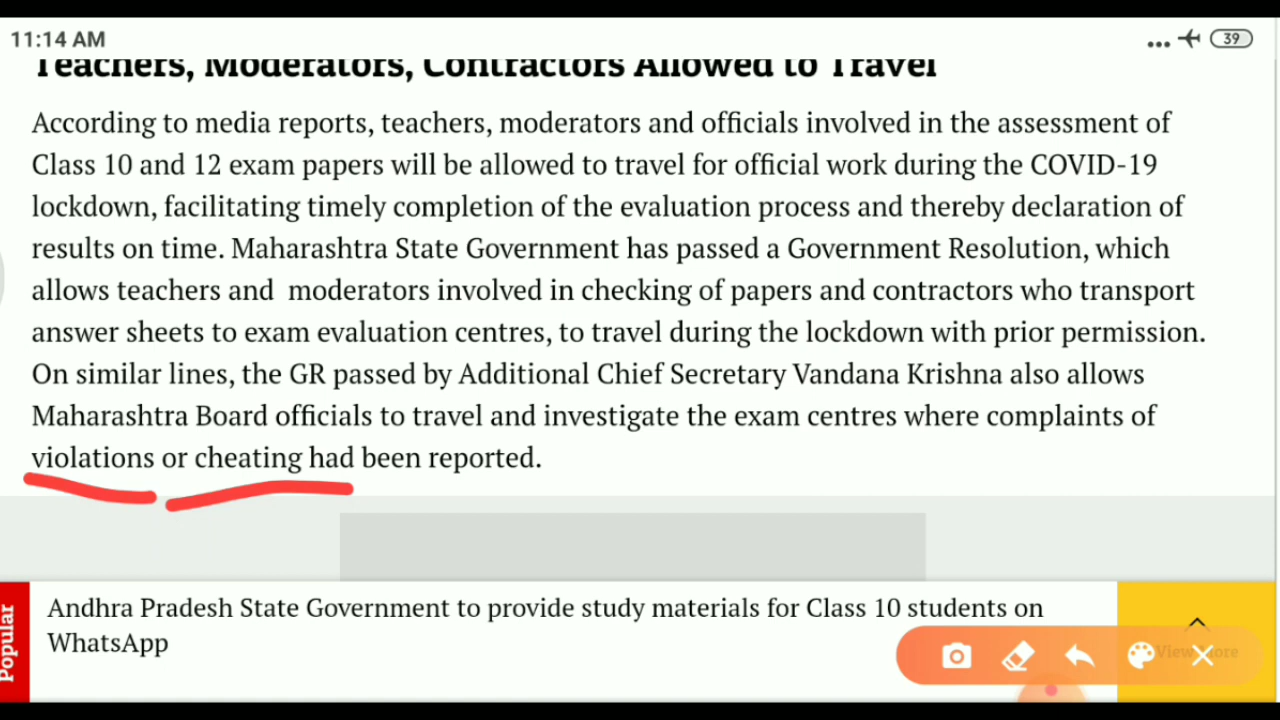 11:14 AM
39
Teachers, Moderators, Contractors Allowed to Travel
According to media reports, teachers, moderators and officials involved in the assessment of
Class 10 and 12 exam papers will be allowed to travel for official work during the COVID-19
lockdown, facilitating timely completion of the evaluation process and thereby declaration of
results on time. Maharashtra State Government has passed a Government Resolution, which
allows teachers and moderators involved in checking of papers and contractors who transport
answer sheets to exam evaluation centres, to travel during the lockdown with prior permission.
On similar lines, the GR passed by Additional Chief Secretary Vandana Krishna also allows
Maharashtra Board officials to travel and investigate the exam centres where complaints of
violations or cheating had been reported.
Popular
Andhra Pradesh State Government to provide study materials for Class 10 students on
WhatsApp
View More